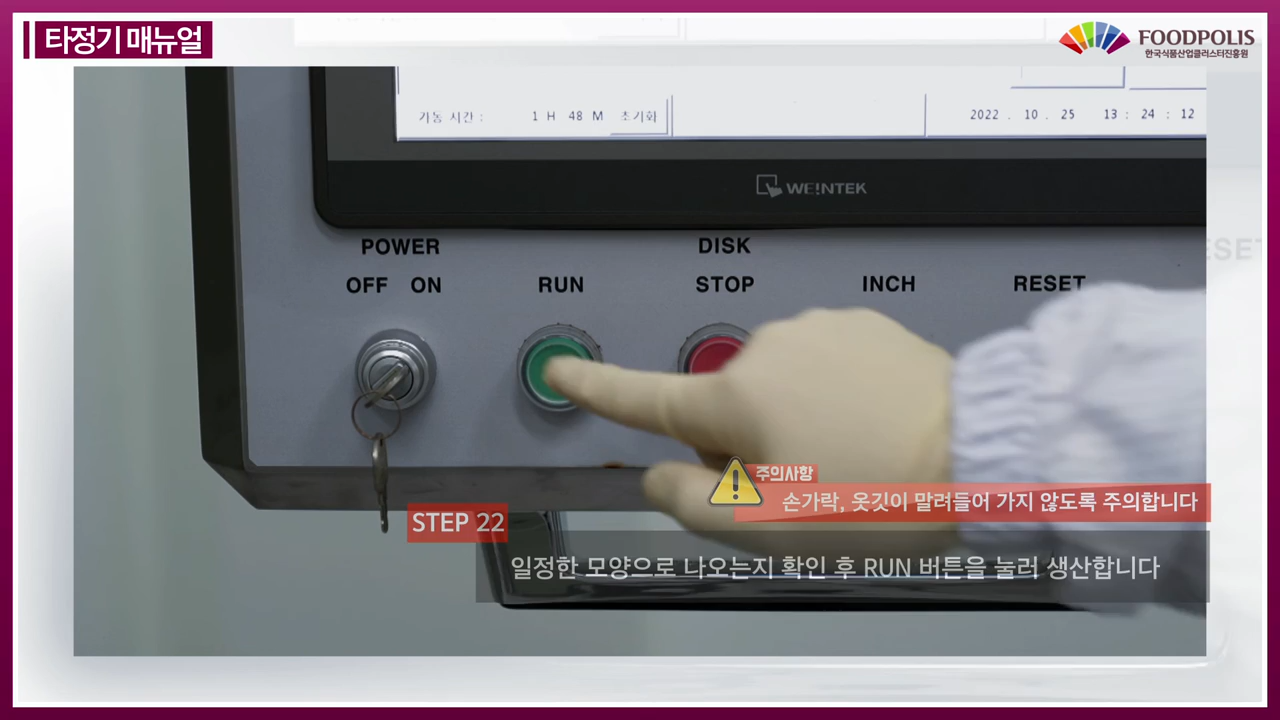 타정기 매뉴얼
FOODPOLIS
한국식품산업클러스터진흥원
가동 시간 : 1 H 48 M 초기화
2022 . 10 . 25 13 : 24 : 12
WEINTEK
POWER
OFF ON
RUN
DISK
STOP
INCH
RESET
주의사항
손가락, 옷깃이 말려들어 가지 않도록 주의합니다
STEP 22
일정한 모양으로 나오는지 확인 후 RUN 버튼을 눌러 생산합니다